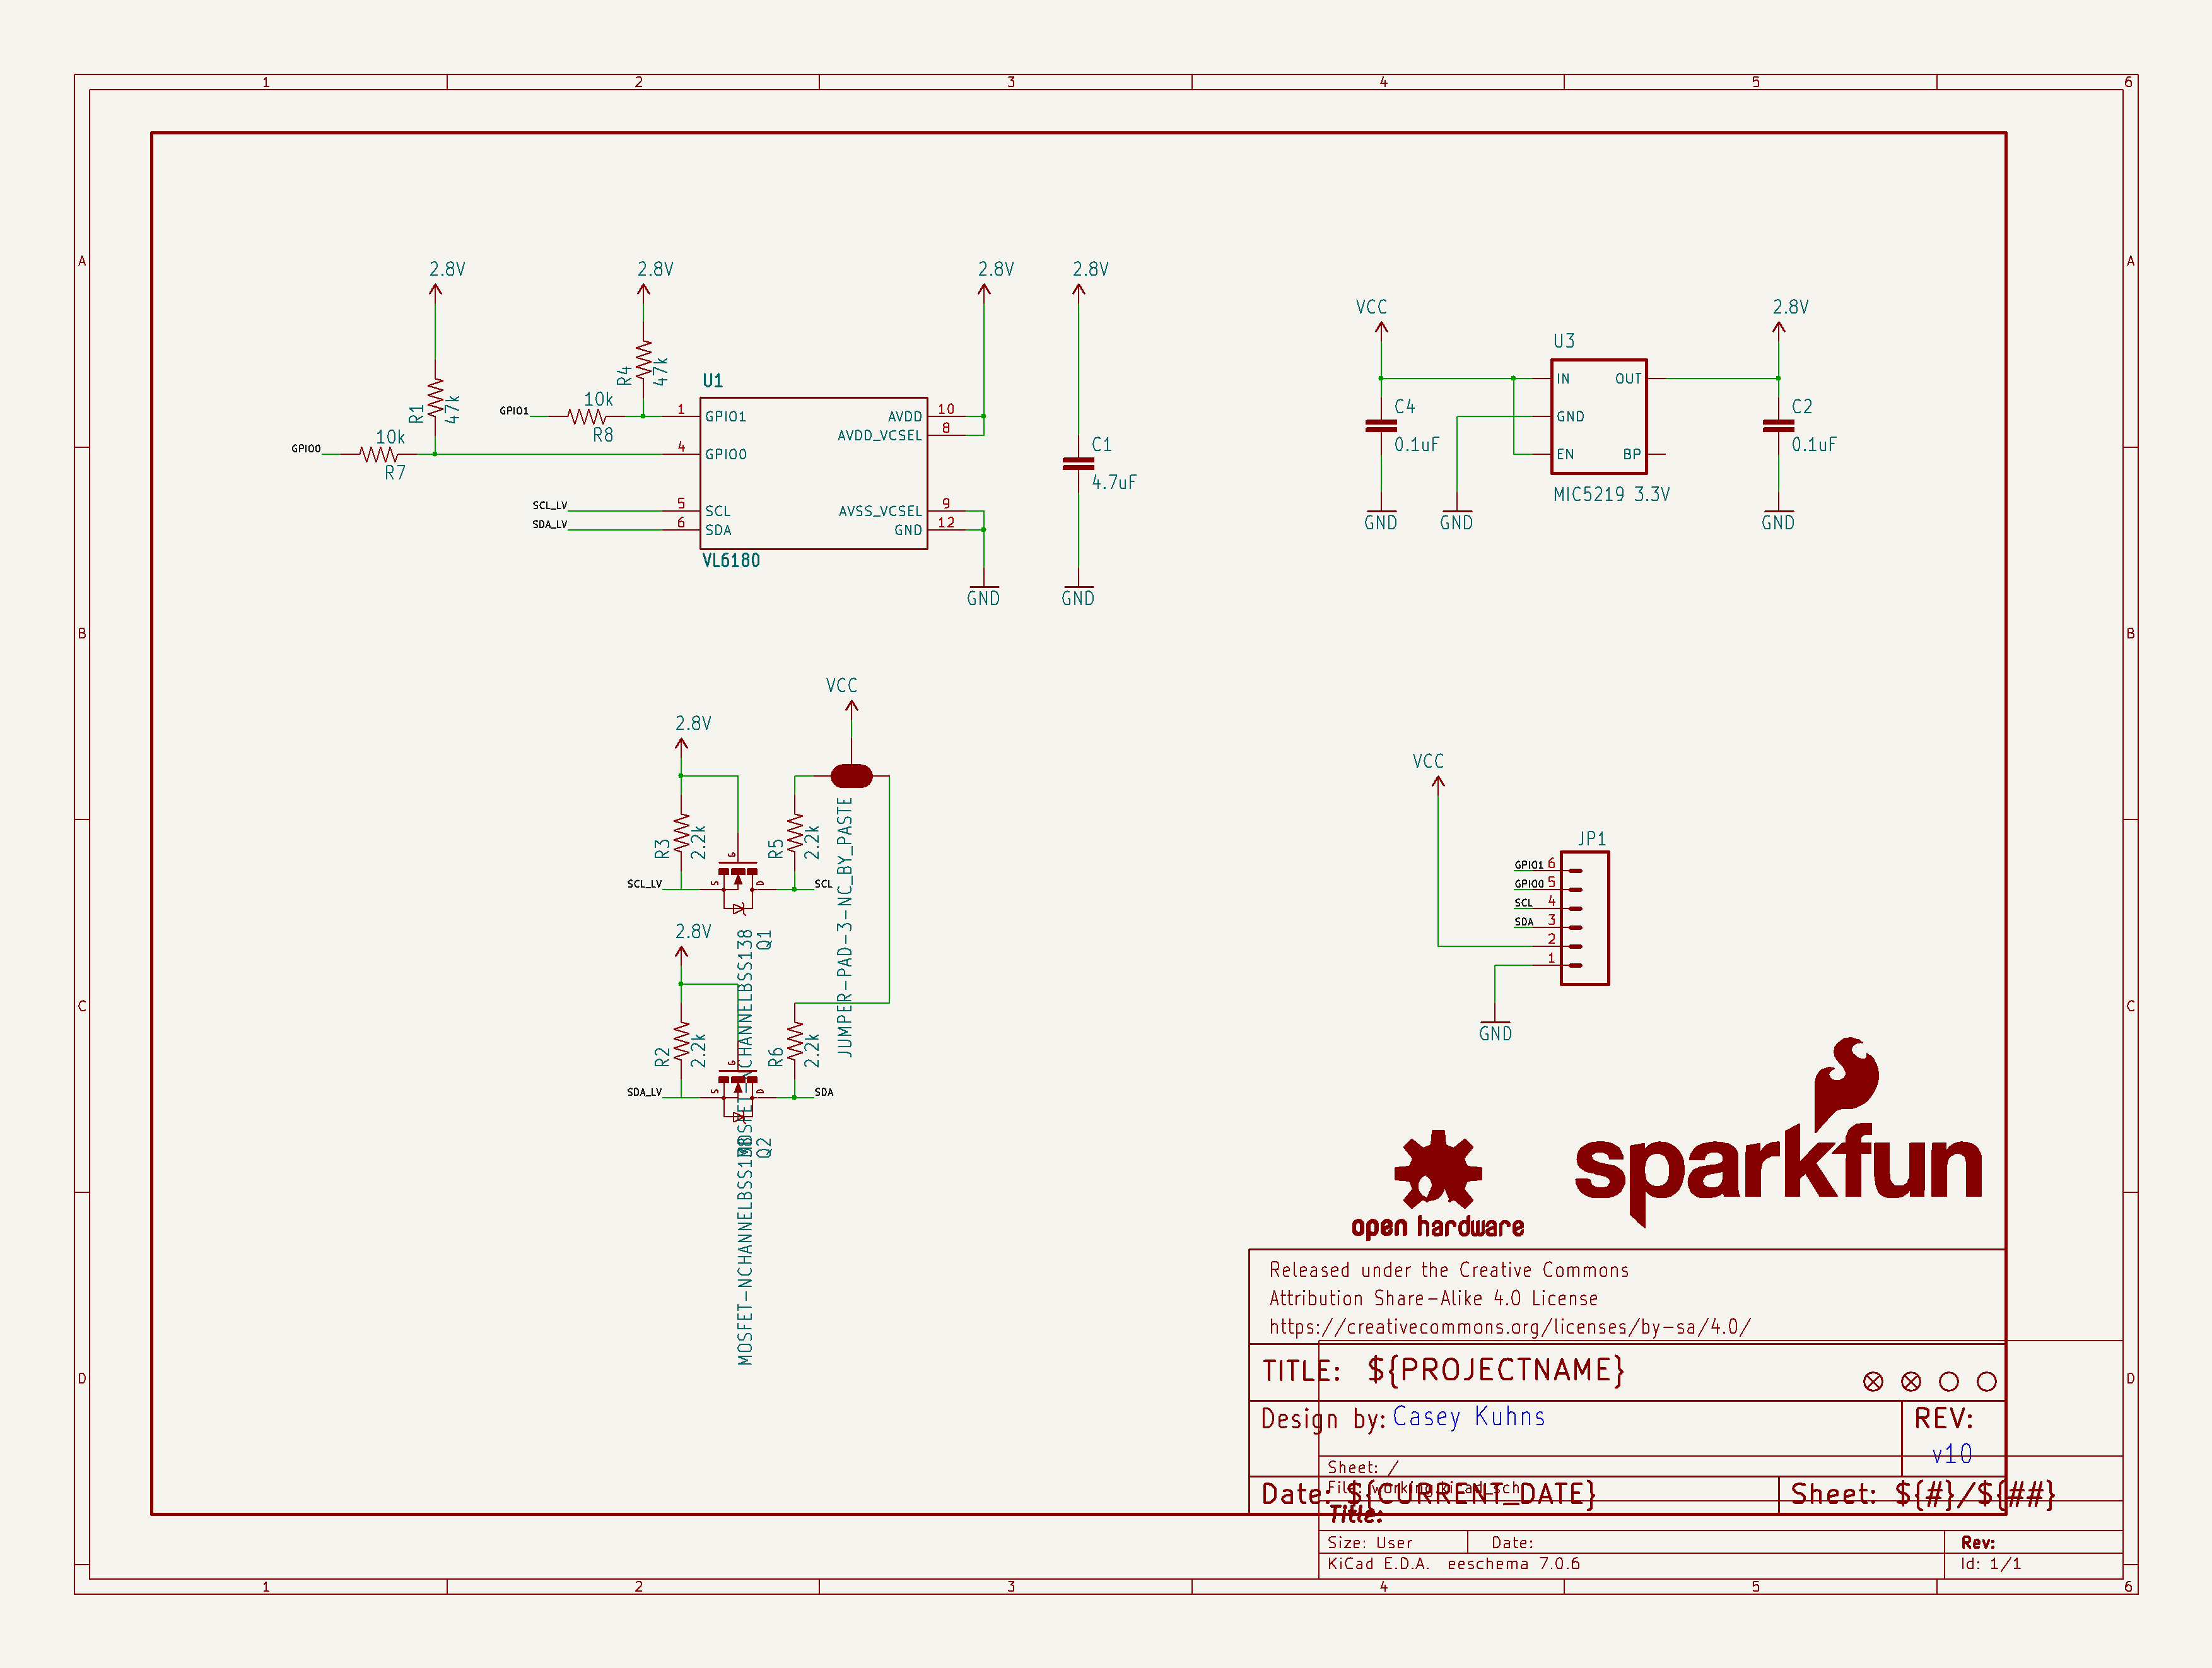 1 2 3 4 5 6
A
B
C
D
A
B
C
D
1 2 3 4 5 6
2.8V
2.8V
2.8V
2.8V
R1
47k
R4
47k
GPIO1
10k
R8
GPIO0
10k
R7
SCL_LV
SDA_LV
U1
1 GPIO1
4 GPIO0
5 SCL
6 SDA
AVDD 10
AVDD_VCSEL 8
AVSS_VCSEL 9
GND 12
VL6180
GND
C1
4.7uF
GND
VCC
C4
0.1uF
GND
GND
U3
IN OUT
GND
EN BP
MIC5219 3.3V
2.8V
C2
0.1uF
GND
VCC
2.8V
R3
2.2k
R5
2.2k
G
S
D
SCL_LV
SCL
Q1
MOSFET-NCHANNELBSS138
JUMPER-PAD-3-NC_BY_PASTE
2.8V
R2
2.2k
R6
2.2k
G
S
D
SDA_LV
SDA
Q2
MOSFET-NCHANNELBSS138
VCC
JP1
GPIO1 6
GPIO0 5
SCL 4
SDA 3
2
1
GND
open hardware
sparkfun
Released under the Creative Commons
Attribution Share-Alike 4.0 License
https://creativecommons.org/licenses/by-sa/4.0/
TITLE: ${PROJECTNAME}
Design by: Casey Kuhns
REV:
v10
Date: ${CURRENT_DATE}
Sheet: ${#}/${##}
Sheet: /
File: working.kicad_sch
Title:
Size: User
Date:
Rev:
KiCad E.D.A. eeschema 7.0.6
Id: 1/1